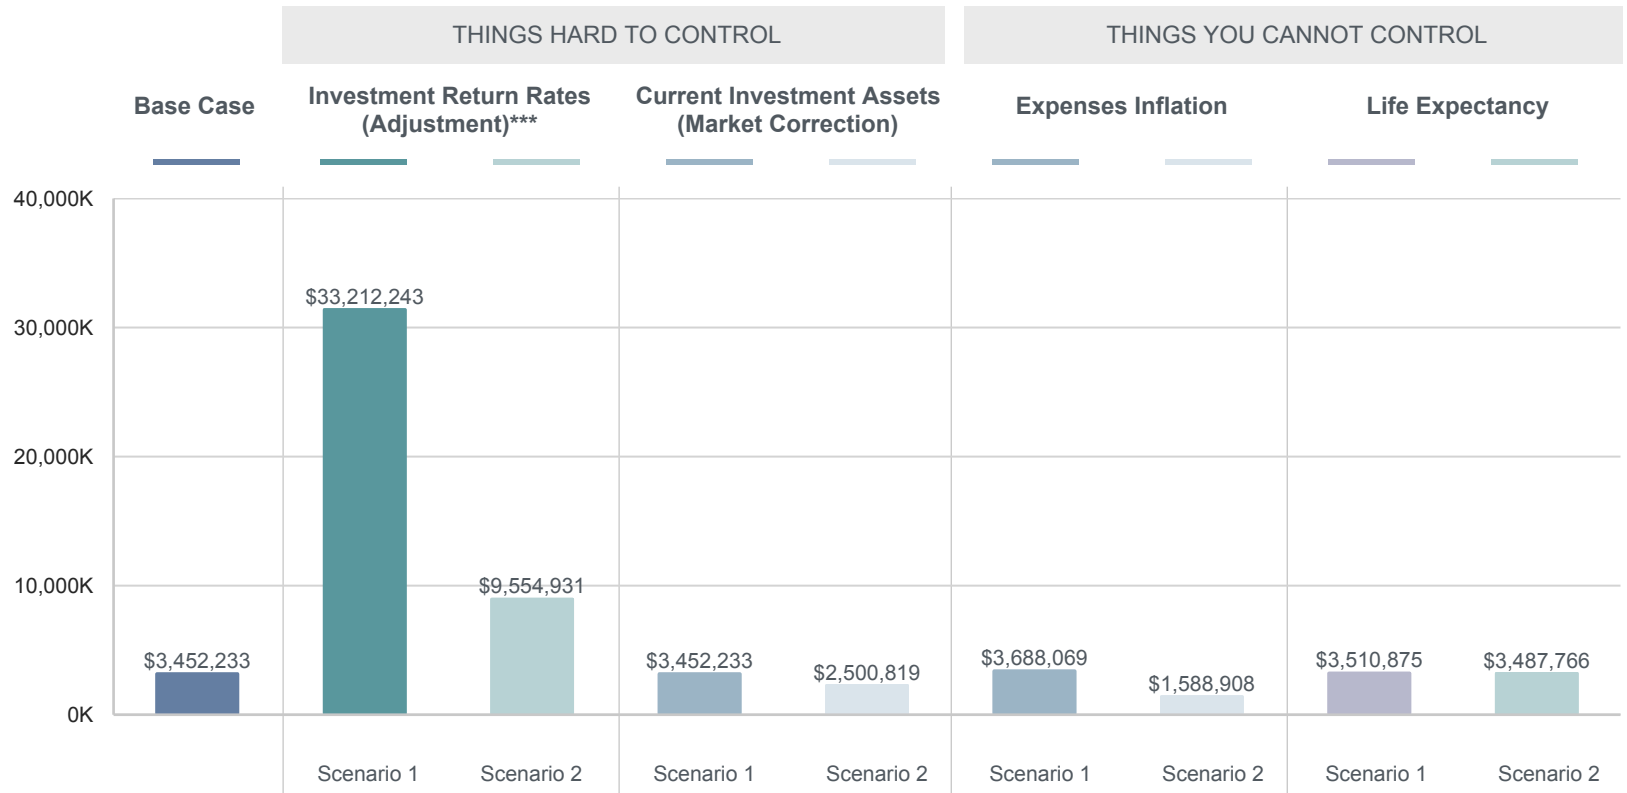 THINGS HARD TO CONTROL
THINGS YOU CANNOT CONTROL
Base Case
Investment Return Rates
(Adjustment)***
Current Investment Assets
(Market Correction)
Expenses Inflation
Life Expectancy
40,000K
30,000K
20,000K
10,000K
0K
$3,452,233
$33,212,243
$9,554,931
$3,452,233
$2,500,819
$3,688,069
$1,588,908
$3,510,875
$3,487,766
Scenario 1
Scenario 2
Scenario 1
Scenario 2
Scenario 1
Scenario 2
Scenario 1
Scenario 2